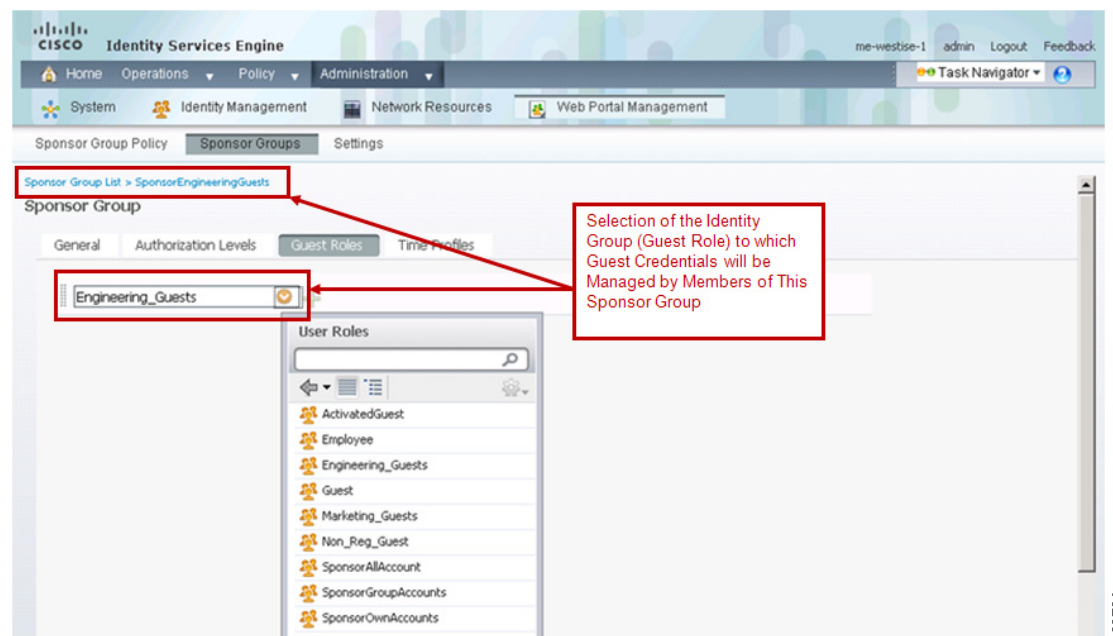 CISCO Identity Services Engine
me-westise-1 admin Logout Feedback
Home Operations Policy Administration
Task Navigator
System Identity Management Network Resources Web Portal Management
Sponsor Group Policy Sponsor Groups Settings
Sponsor Group List > SponsorEngineeringGuests
Sponsor Group
General Authorization Levels Guest Roles Time Profiles
Selection of the Identity
Group (Guest Role) to which
Guest Credentials will be
Managed by Members of This
Sponsor Group
Engineering_Guests
User Roles
ActivatedGuest
Employee
Engineering_Guests
Guest
Marketing_Guests
Non_Reg_Guest
SponsorAllAccount
SponsorGroupAccounts
SponsorOwnAccounts